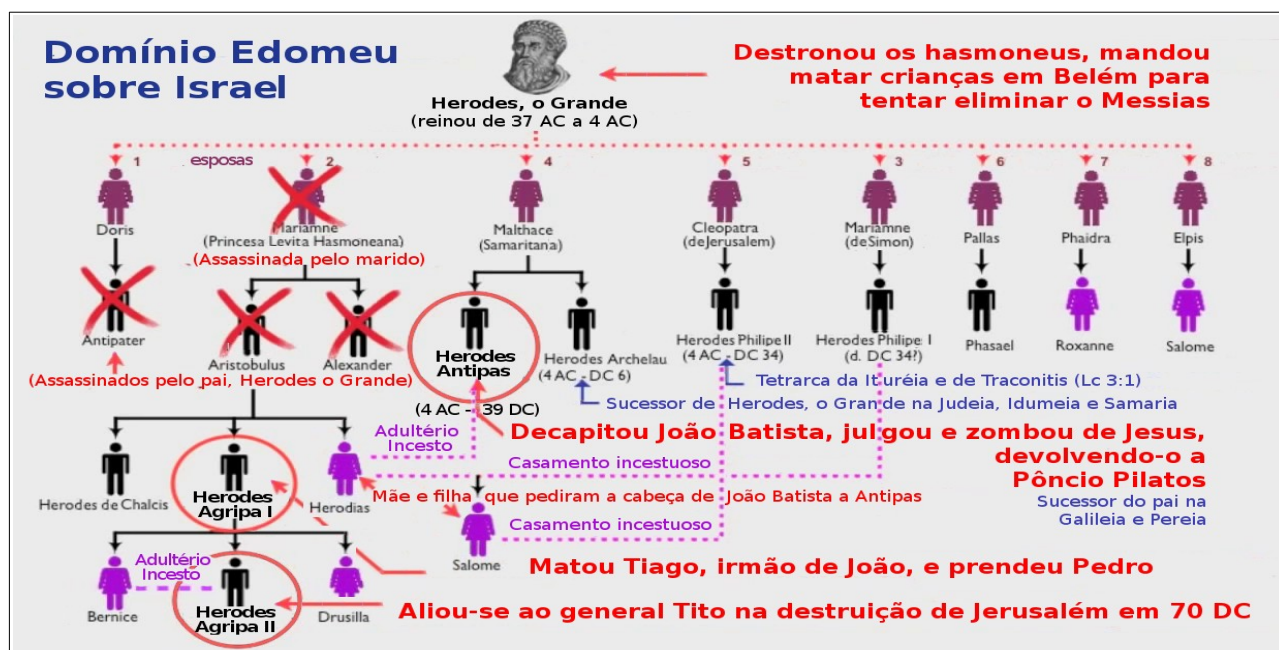 Domínio Edomeu
sobre Israel
Destronou os hasmoneus, mandou
matar crianças em Belém para
tentar eliminar o Messias
Herodes, o Grande
(reinou de 37 AC a 4 AC)
1
esposas
2
4
5
3
6
7
8
Doris
Mariamne
(Princesa Levita Hasmoneana)
(Assassinada pelo marido)
Malthace
(Samaritana)
Cleopatra
(deJerusalem)
Mariamne
(deSimon)
Pallas
Phaidra
Elpis
Antipater
Aristobulus
Alexander
(Assassinados pelo pai, Herodes o Grande)
Herodes
Antipas
(4 AC - 39 DC)
Herodes Archelau
(4 AC - DC 6)
Herodes Philipe II
(4 AC - DC 34)
Herodes Philipe I
(d. DC 34?)
Phasael
Roxanne
Salome
Tetrarca da Ituréia e de Traconitis (Lc 3:1)
Sucessor de Herodes, o Grande na Judeia, Idumeia e Samaria
Adultério
Incesto
Decapitou João Batista, julgou e zombou de Jesus,
devolvendo-o a
Pôncio Pilatos
Sucessor do pai na
Galileia e Pereia
Casamento incestuoso
Herodes de Chalcis
Herodes
Agripa I
Herodias
Mãe e filha que pediram a cabeça de João Batista a Antipas
Casamento incestuoso
Salome
Matou Tiago, irmão de João, e prendeu Pedro
Adultério
Incesto
Bernice
Herodes
Agripa II
Drusilla
Aliou-se ao general Tito na destruição de Jerusalém em 70 DC